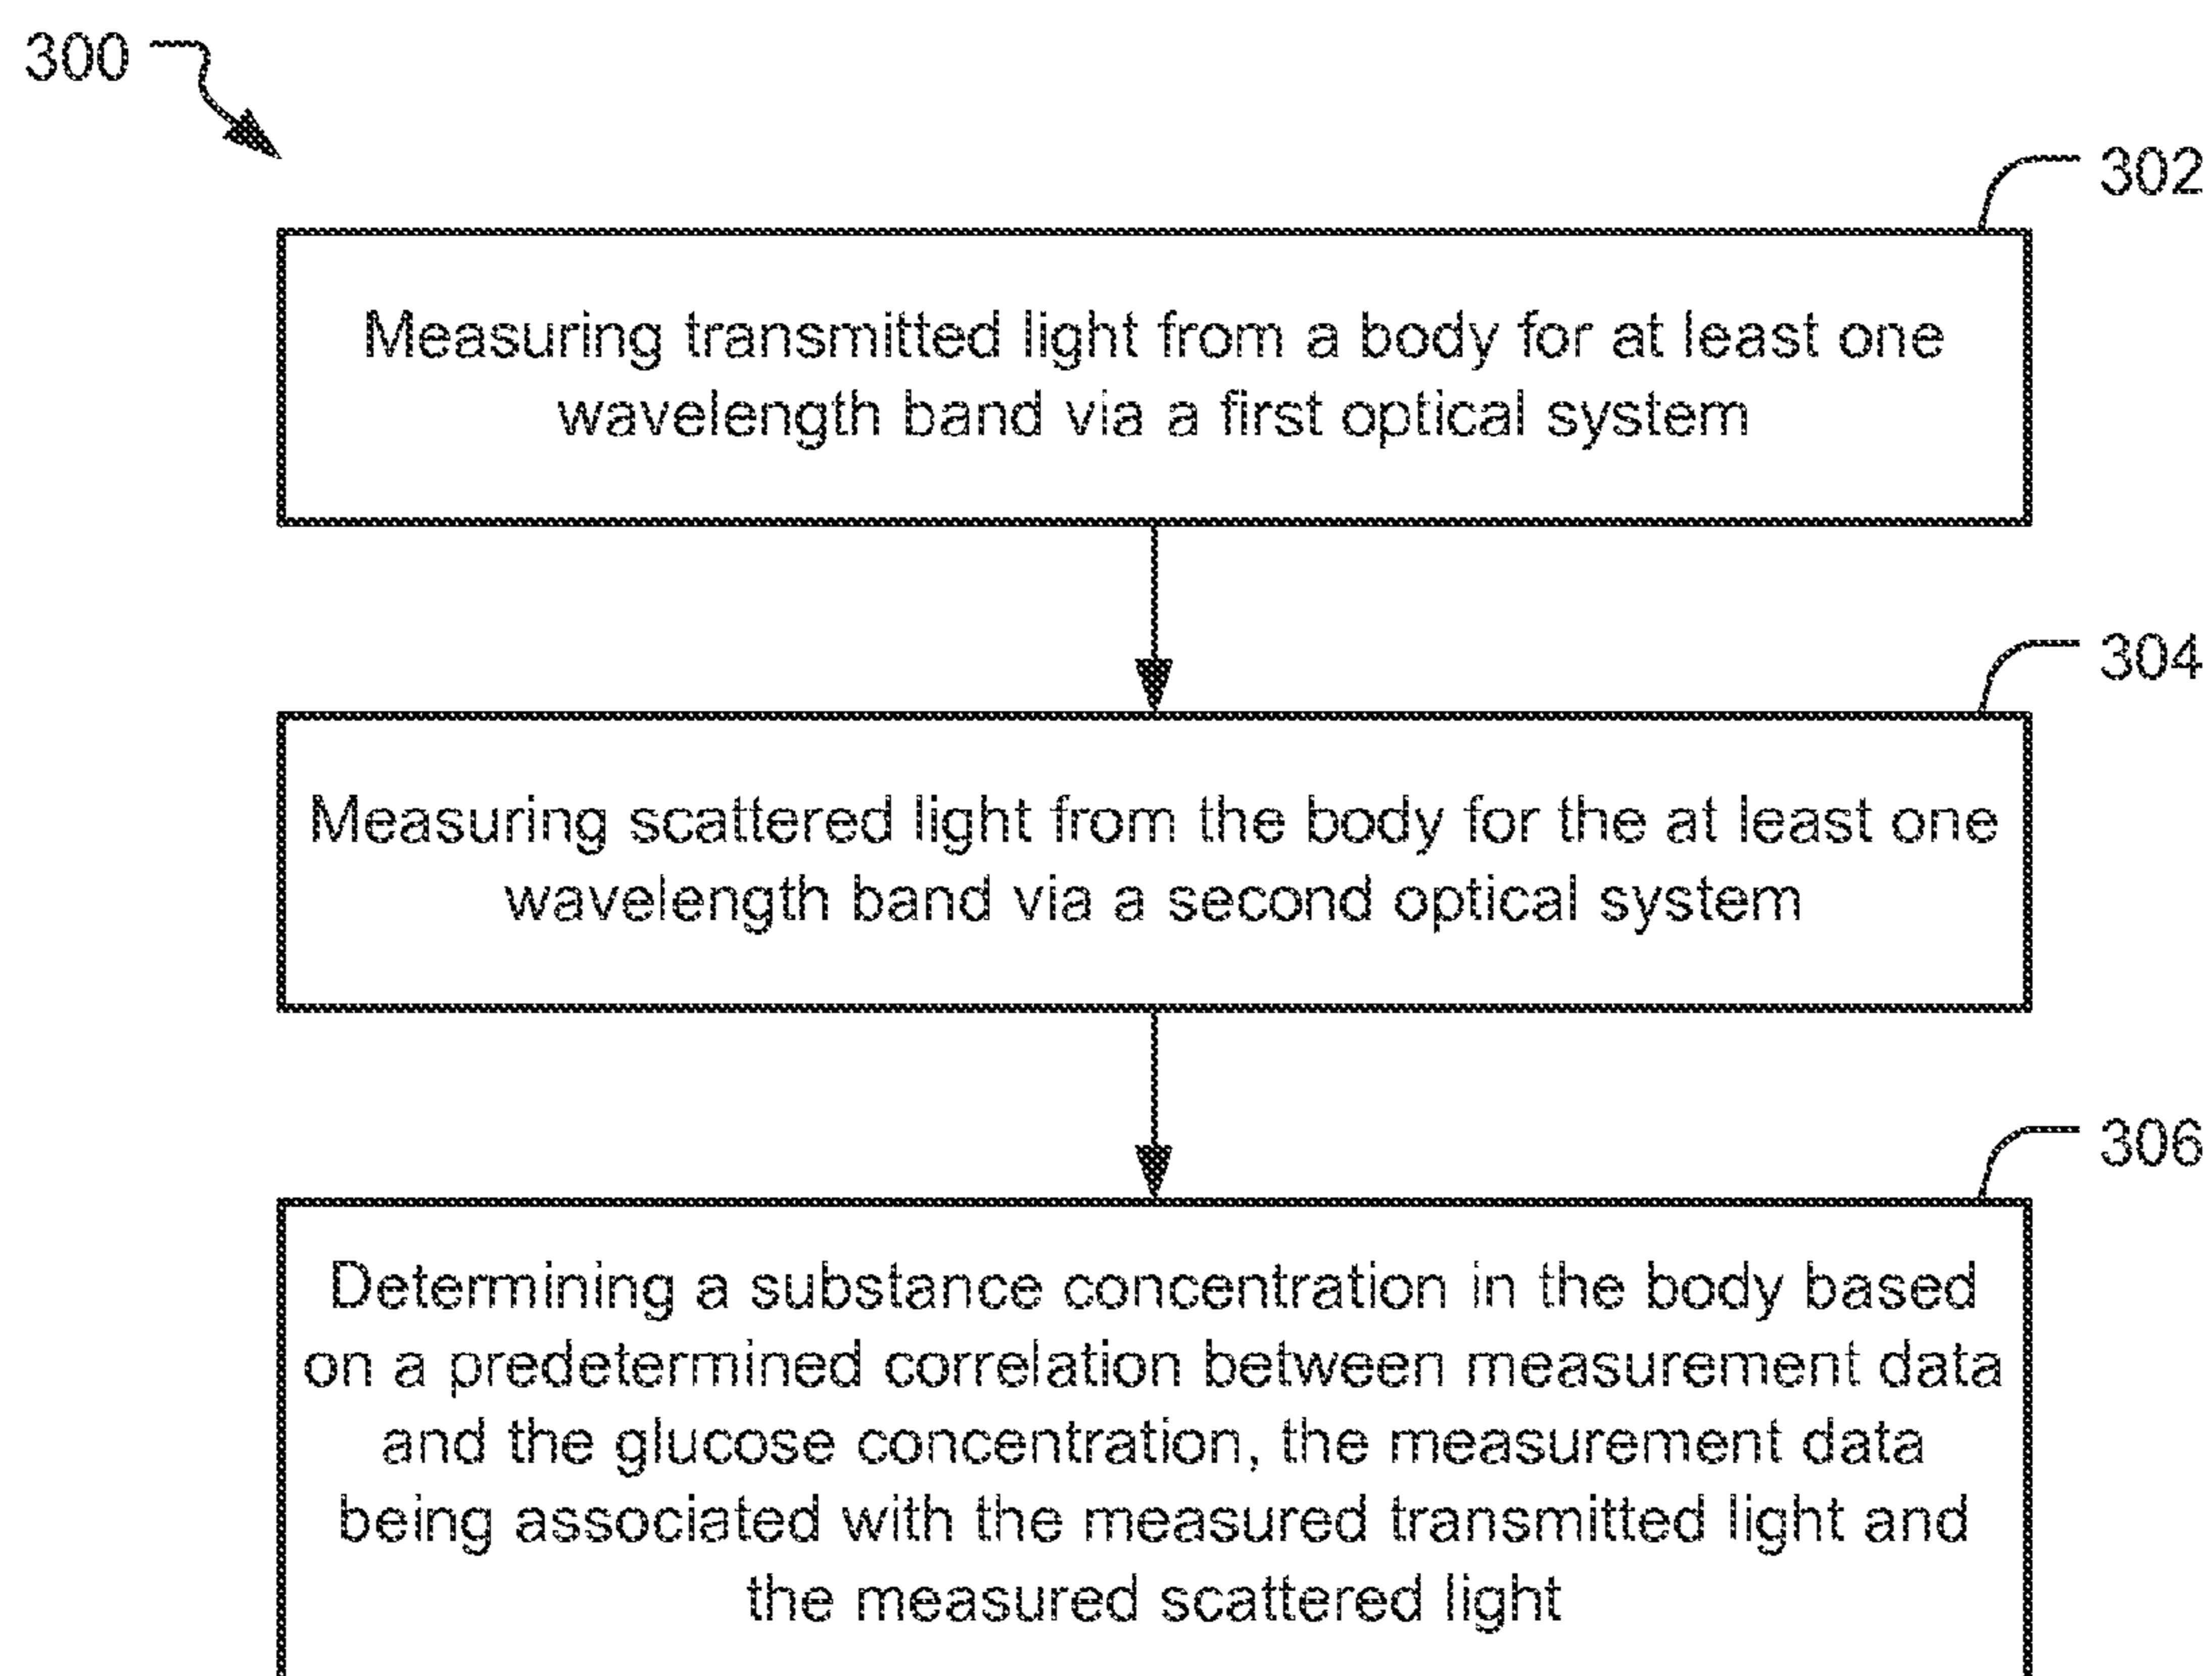 300
302
Measuring transmitted light from a body for at least one
wavelength band via a first optical system
304
Measuring scattered light from the body for the at least one
wavelength band via a second optical system
306
Determining a substance concentration in the body based
on a predetermined correlation between measurement data
and the glucose concentration, the measurement data
being associated with the measured transmitted light and
the measured scattered light